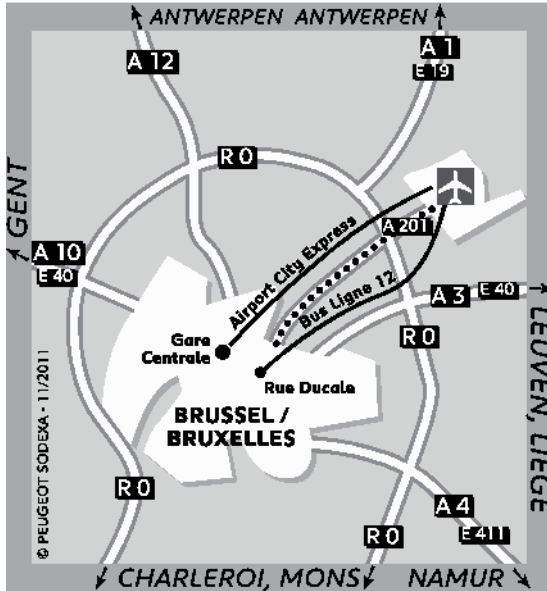 ANTWERPEN ANTWERPEN
A 12
A 1
E 19
R 0
GENT
A 201
A 10
E 40
Airport City Express
Bus Ligne 12
A 3
E 40
R 0
Gare
Centrale
Rue Ducale
BRUSSEL /
BRUXELLES
LEUVEN, LIEGE
R 0
A 4
E 411
R 0
© PEUGEOT SODEXA - 11/2011
CHARLEROI, MONS
NAMUR